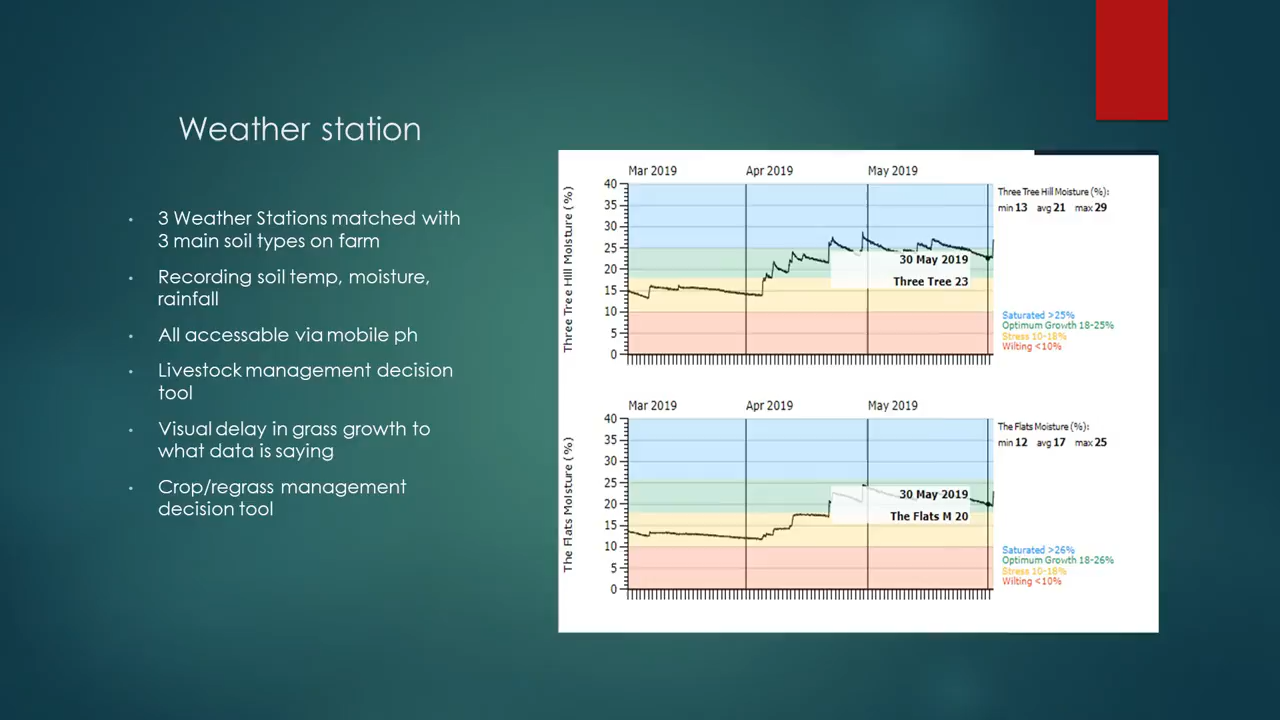 Weather station
3 Weather Stations matched with
3 main soil types on farm
Recording soil temp, moisture,
rainfall
All accessable via mobile ph
Livestock management decision
tool
Visual delay in grass growth to
what data is saying
Crop/regrass management
decision tool
Mar 2019 Apr 2019 May 2019
Three Tree Hill Moisture (%)
40
35
30
25
20
15
10
5
0
30 May 2019
Three Tree 23
Three Tree Hill Moisture (%):
min 13 avg 21 max 29
Saturated >25%
Optimum Growth 18-25%
Stress 10-18%
Wilting <10%
Mar 2019 Apr 2019 May 2019
The Flats Moisture (%)
40
35
30
25
20
15
10
5
0
30 May 2019
The Flats M 20
The Flats Moisture (%):
min 12 avg 17 max 25
Saturated >26%
Optimum Growth 18-26%
Stress 10-18%
Wilting <10%